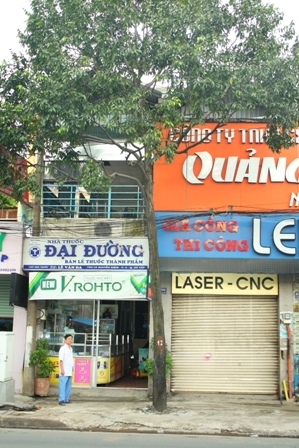 CÔNG TY TNHH
QUẢNG
NHÀ THUỐC
ĐẠI ĐƯỜNG
BÁN LẺ THUỐC THÀNH PHẨM
GIA CÔNG
THI CÔNG
LE
NEW
V.ROHTO
LASER - CNC